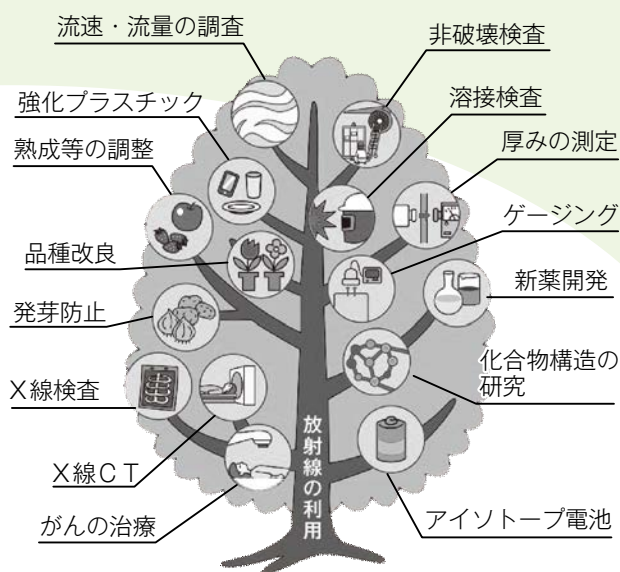 流速・流量の調査
強化プラスチック
熟成等の調整
品種改良
発芽防止
X線検査
X線CT
がんの治療
放射線の利用
非破壊検査
溶接検査
厚みの測定
ゲージング
新薬開発
化合物構造の
研究
アイソトープ電池